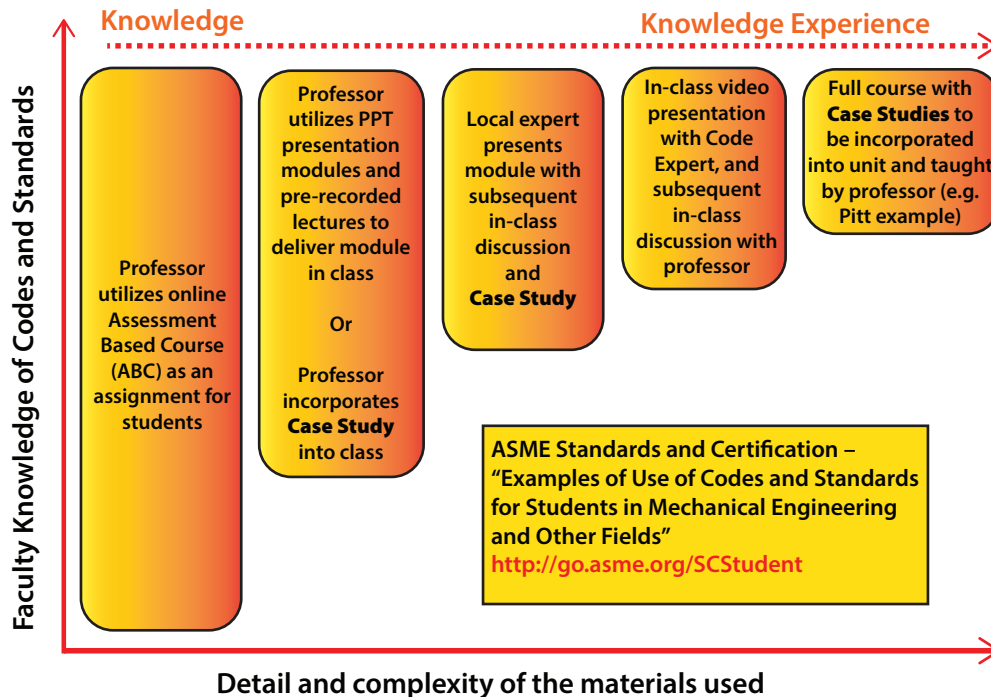 Knowledge
Knowledge Experience
Faculty Knowledge of Codes and Standards
Professor
utilizes online
Assessment
Based Course
(ABC) as an
assignment for
students
Professor
utilizes PPT
presentation
modules and
pre-recorded
lectures to
deliver module
in class
Or
Professor
incorporates
Case Study
into class
Local expert
presents
module with
subsequent
in-class
discussion
and
Case Study
In-class video
presentation
with Code
Expert, and
subsequent
in-class
discussion with
professor
Full course with
Case Studies to
be incorporated
into unit and taught
by professor (e.g.
Pitt example)
ASME Standards and Certification –
“Examples of Use of Codes and Standards
for Students in Mechanical Engineering
and Other Fields”
http://go.asme.org/SCStudent
Detail and complexity of the materials used